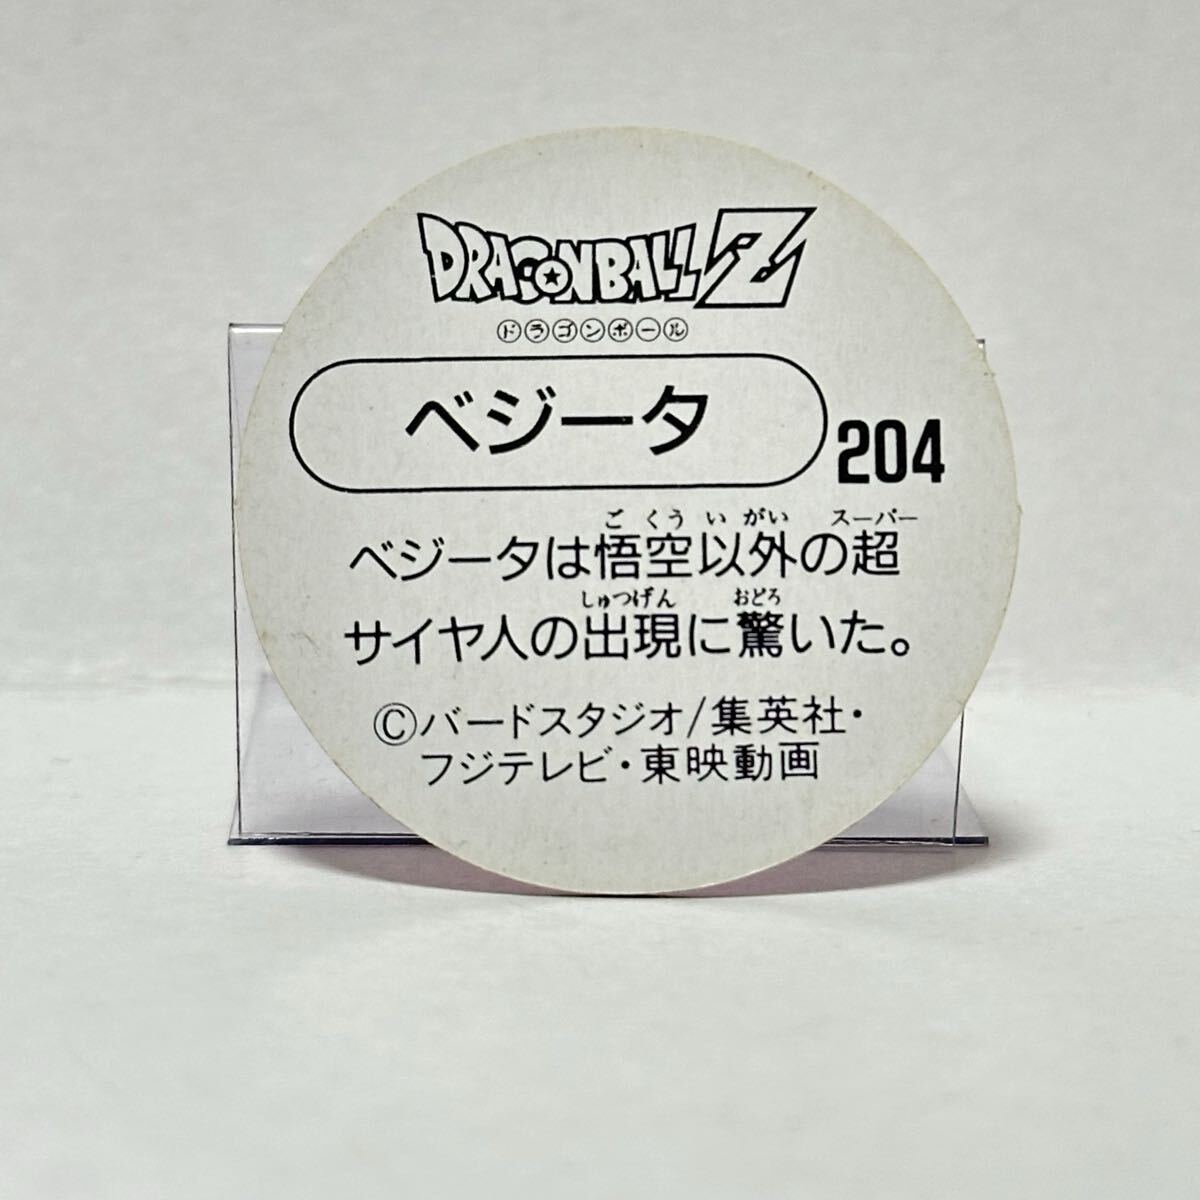 DRAGONBALL Z
ドラゴンボール
ベジータ
204
ごくういがい スーパー
ベジータは悟空以外の超
しゅつげん おどろ
サイヤ人の出現に驚いた。
©バードスタジオ/集英社・
フジテレビ・東映動画